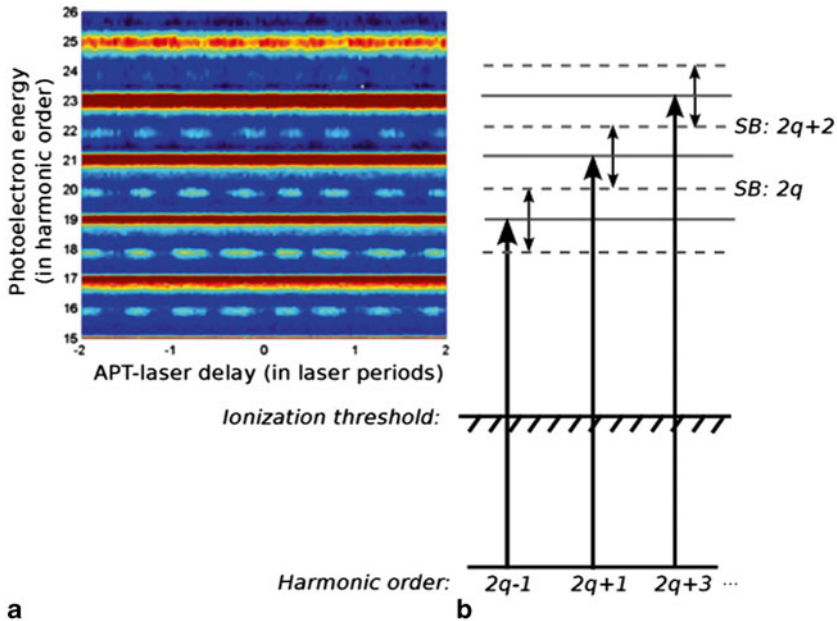 26
25
24
23
22
21
20
19
18
17
16
15
Photoelectron energy
(in harmonic order)
-2
-1
0
1
2
APT-laser delay (in laser periods)
SB: 2q+2
SB: 2q
Ionization threshold:
Harmonic order: 2q-1 2q+1 2q+3 ...
a
b